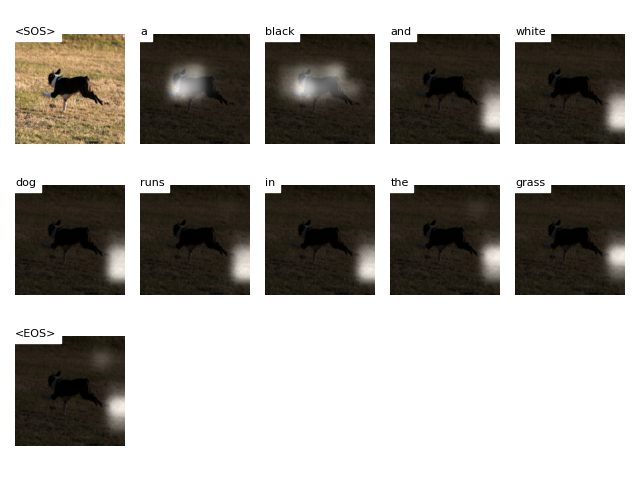 <SOS> a black and white
dog runs in the grass
<EOS>